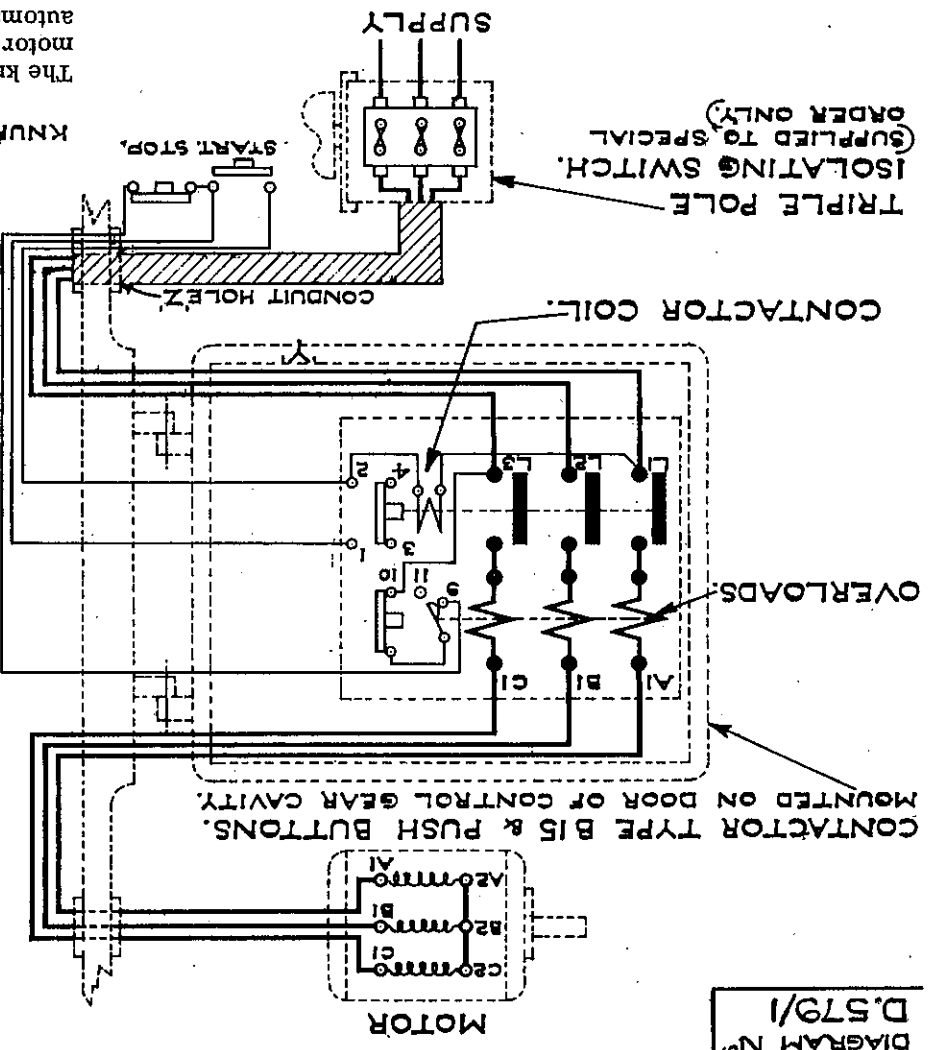 DIAGRAM Nº
D.579/1
MOTOR
C2 C1
B2 B1
A2 A1
CONTACTOR TYPE B15 & PUSH BUTTONS.
MOUNTED ON DOOR OF CONTROL GEAR CAVITY.
A1 B1 C1
OVERLOADS
9 11 10
3 1
L1 L2 L3 4 2
CONTACTOR COIL.
'Y'
CONDUIT HOLE 'Z'
TRIPLE POLE
ISOLATING SWITCH.
(SUPPLIED TO SPECIAL
ORDER ONLY.)
START. STOP.
SUPPLY
The
motor
autom